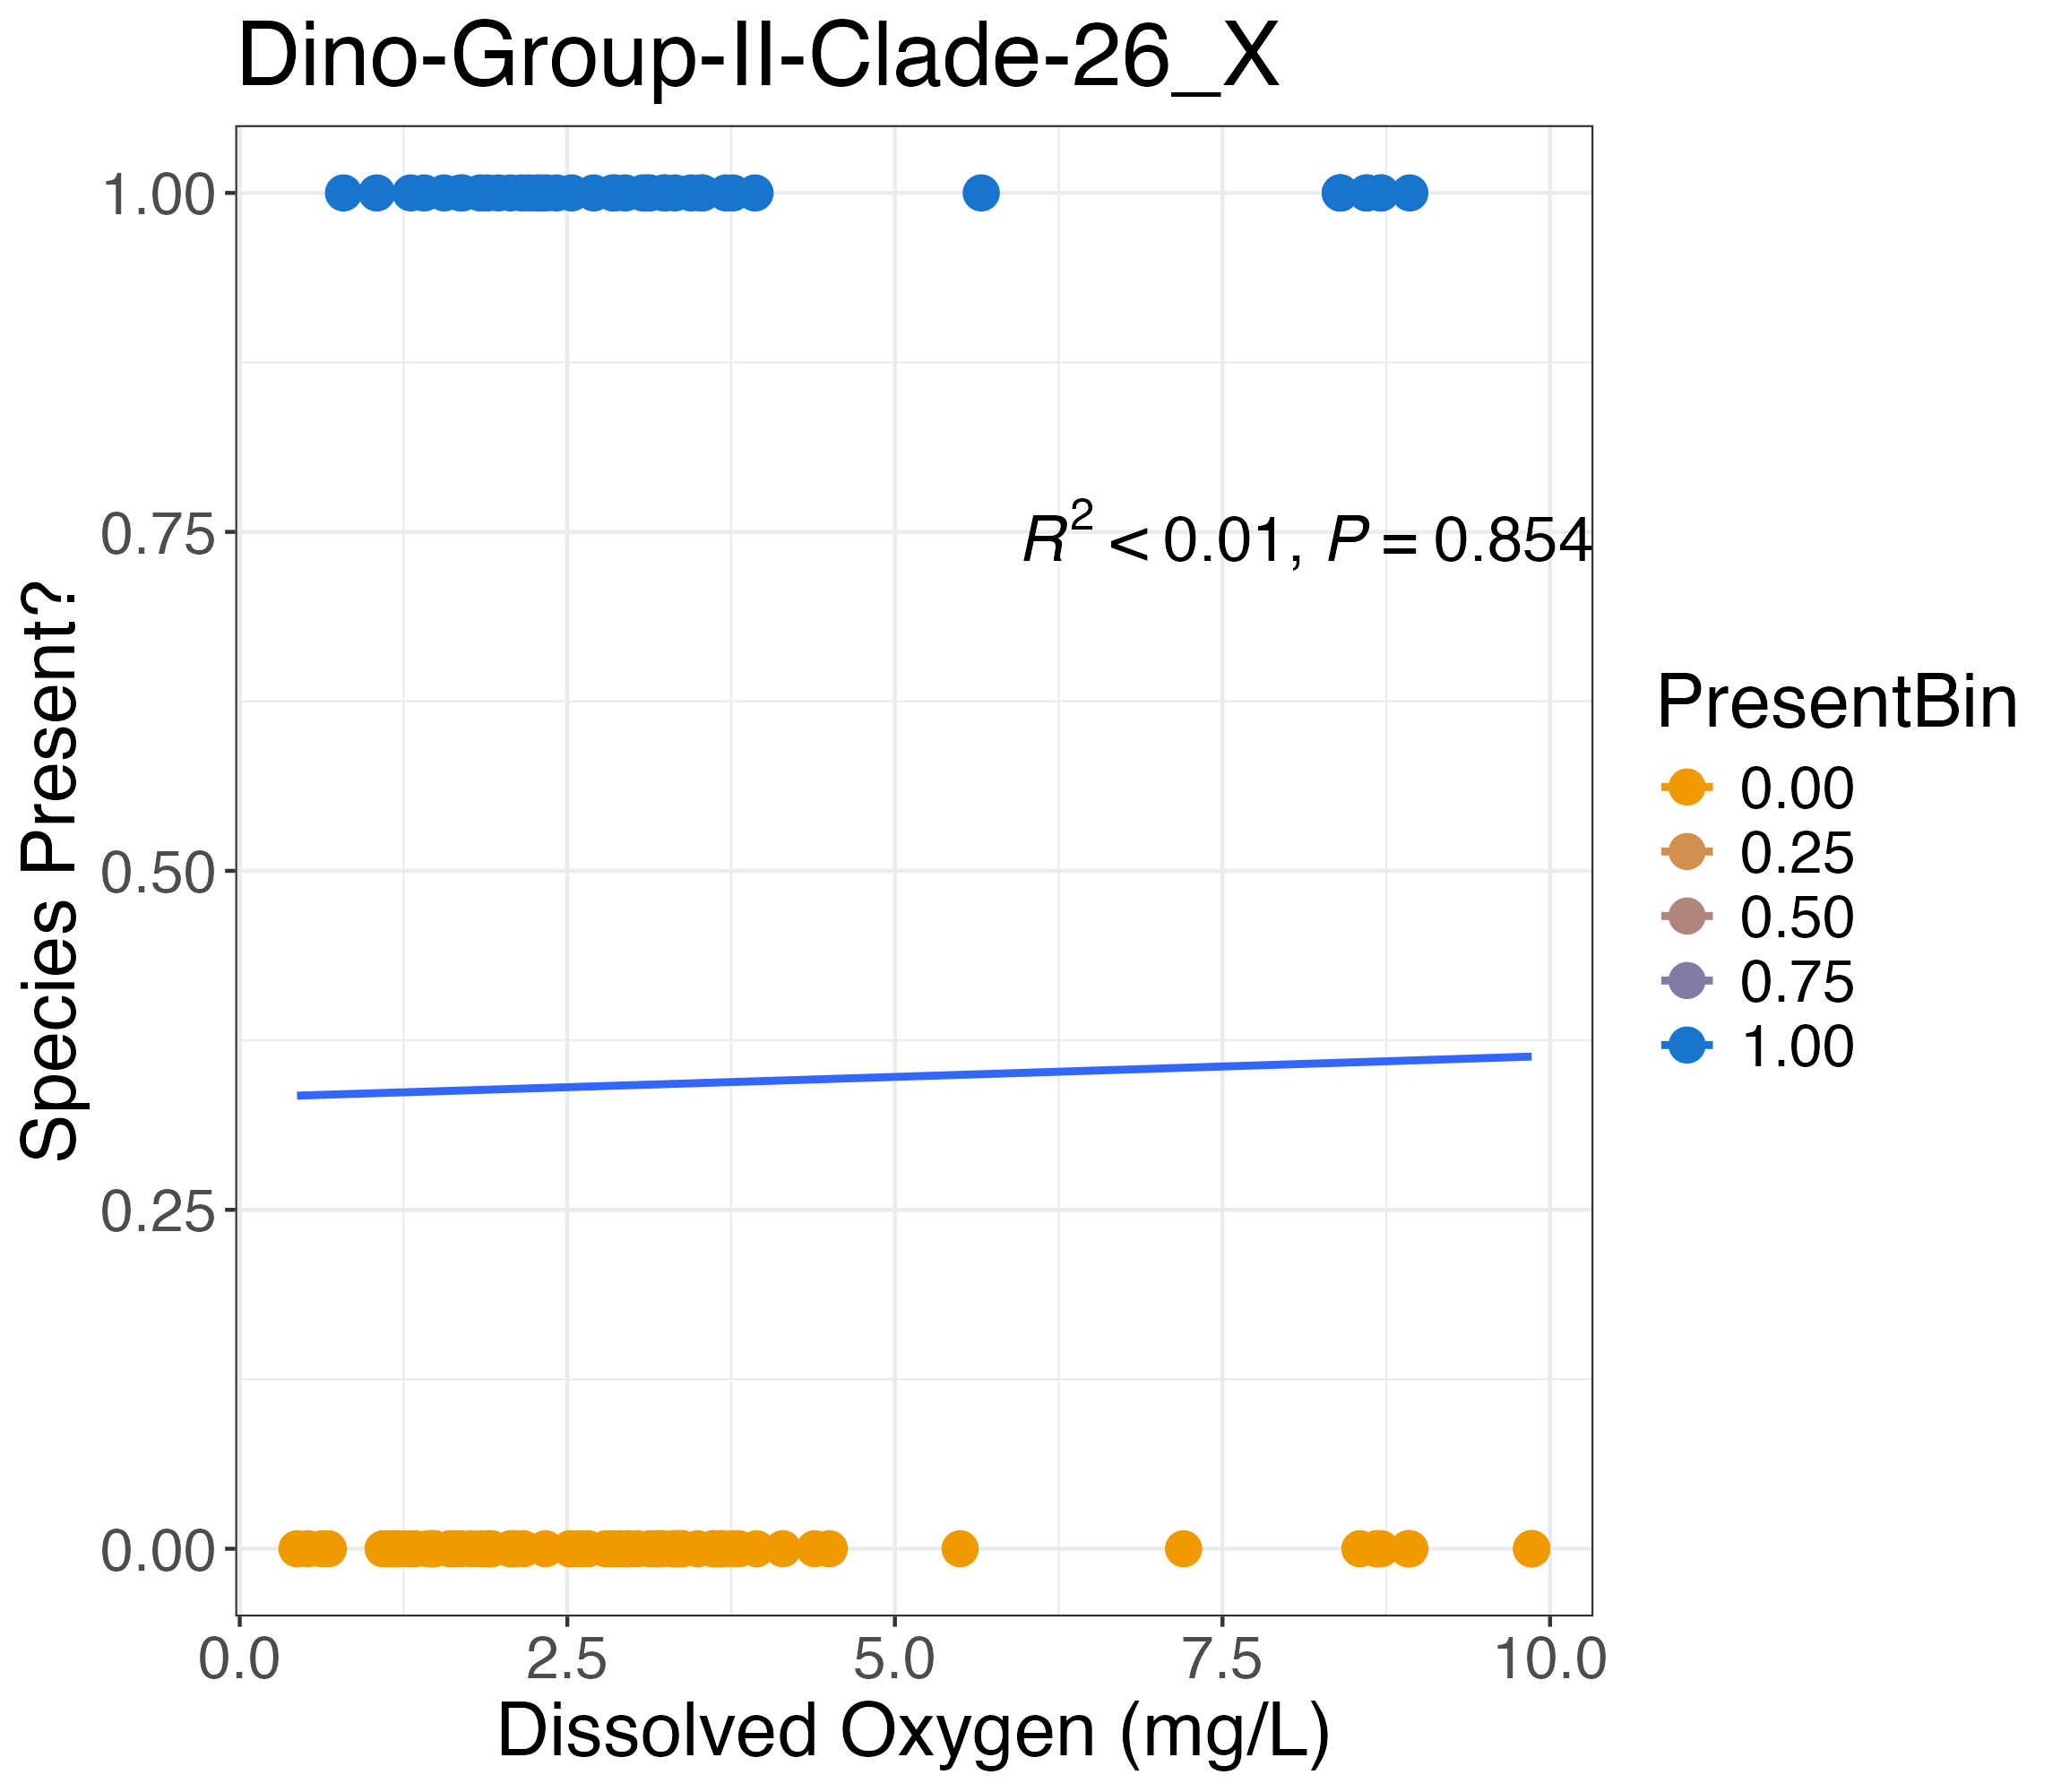 Dino-Group-II-Clade-26_X
1.00
0.75
0.50
0.25
0.00
Species Present?
R² < 0.01, P = 0.854
0.0 2.5 5.0 7.5 10.0
Dissolved Oxygen (mg/L)
PresentBin
0.00
0.25
0.50
0.75
1.00